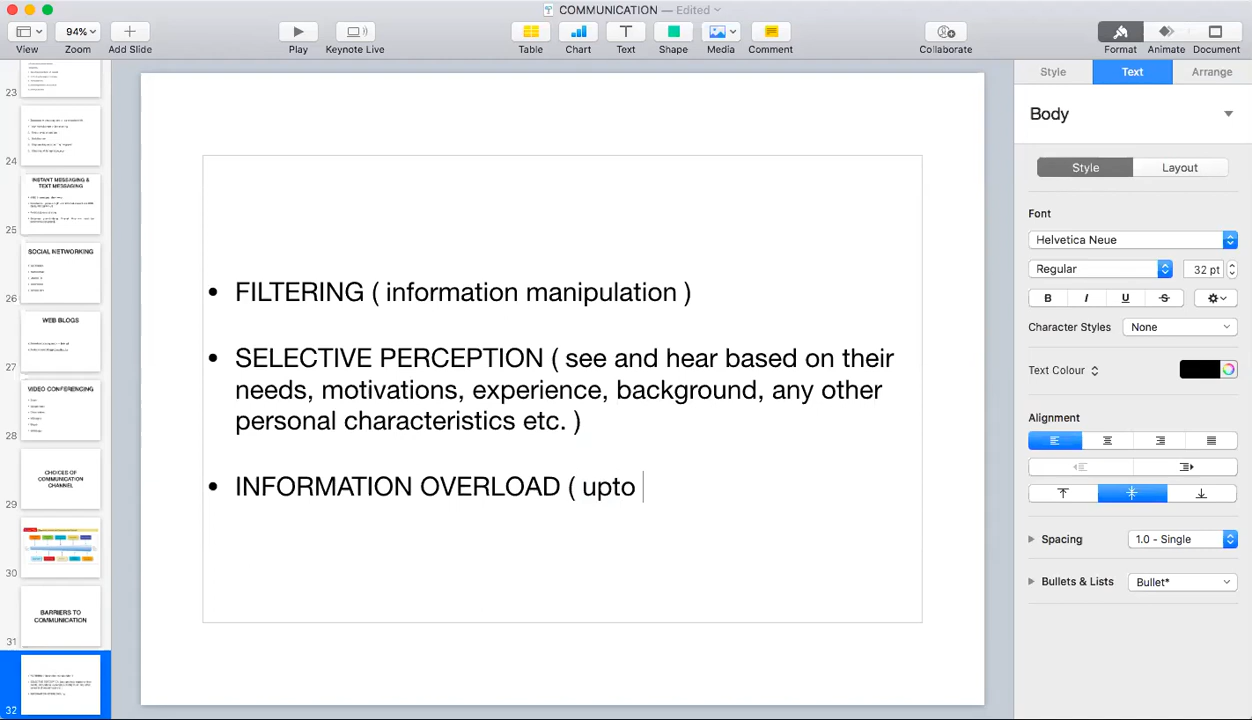 COMMUNICATION — Edited
94%
View
Zoom
Add Slide
Play
Keynote Live
Table
Chart
Text
Shape
Media
Comment
Collaborate
Format
Animate
Document
Style
Text
Arrange
Body
Style
Layout
Font
Helvetica Neue
Regular
32 pt
B I U S
Character Styles
None
Text Colour
Alignment
Spacing
1.0 - Single
Bullets & Lists
Bullet*
23
24
INSTANT MESSAGING &
TEXT MESSAGING
25
SOCIAL NETWORKING
26
WEB BLOGS
27
VIDEO CONFERENCING
28
CHOICES OF
COMMUNICATION
CHANNEL
29
30
BARRIERS TO
COMMUNICATION
31
32
• FILTERING ( information manipulation )
• SELECTIVE PERCEPTION ( see and hear based on their
needs, motivations, experience, background, any other
personal characteristics etc. )
• INFORMATION OVERLOAD ( upto